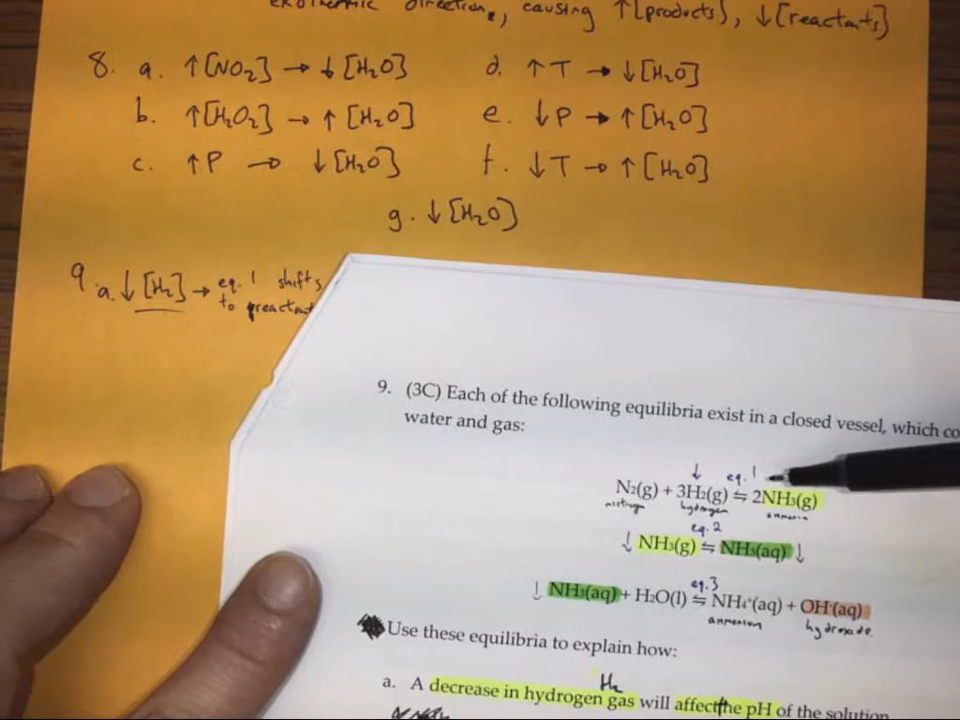 exothermic direction, causing ↑[products], ↓[reactants]
8. a. ↑[NO2] → ↓[H2O]
d. ↑T → ↓[H2O]
b. ↑[H2O2] → ↑[H2O]
e. ↓P → ↑[H2O]
c. ↑P → ↓[H2O]
f. ↓T → ↑[H2O]
g. ↓[H2O]
9. a. ↓[H2] → eq. 1 shifts
to reactant
9. (3C) Each of the following equilibria exist in a closed vessel, which co
water and gas:
↓ eq. 1
N2(g) + 3H2(g) ⇋ 2NH3(g)
nitrogen hydrogen ammonia
eq. 2
↓ NH3(g) ⇋ NH3(aq) ↓
eq. 3
↓ NH3(aq) + H2O(l) ⇋ NH4+(aq) + OH-(aq)
ammonium hydroxide.
Use these equilibria to explain how:
H2
a. A decrease in hydrogen gas will affect the pH of the solution